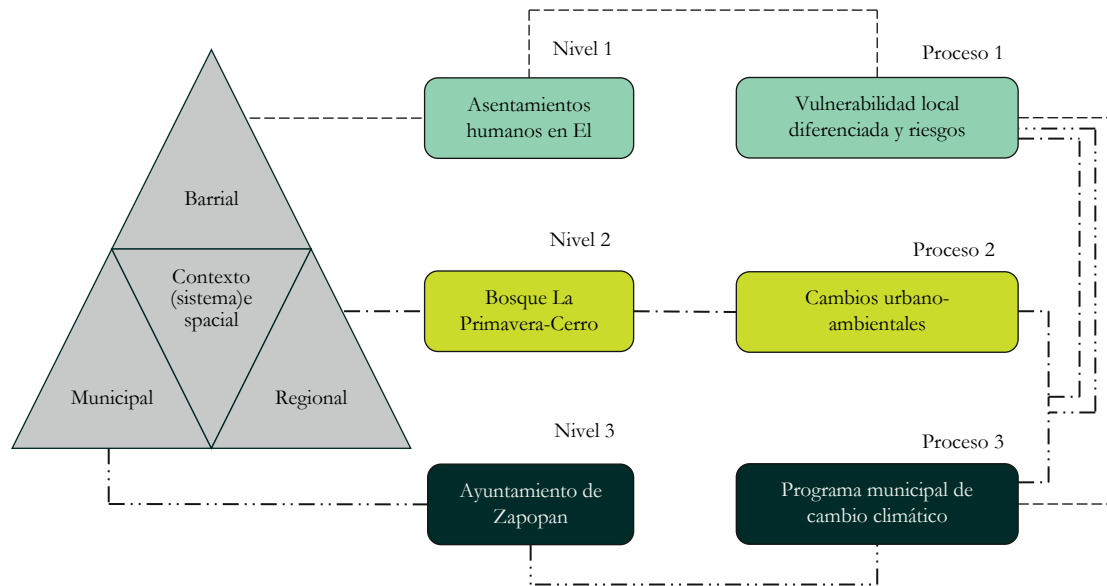 Nivel 1
Proceso 1
Asentamientos
humanos en El
Vulnerabilidad local
diferenciada y riesgos
Barrial
Nivel 2
Proceso 2
Contexto
(sistema)e
spacial
Bosque La
Primavera-Cerro
Cambios urbano-
ambientales
Municipal
Regional
Nivel 3
Proceso 3
Ayuntamiento de
Zapopan
Programa municipal de
cambio climático